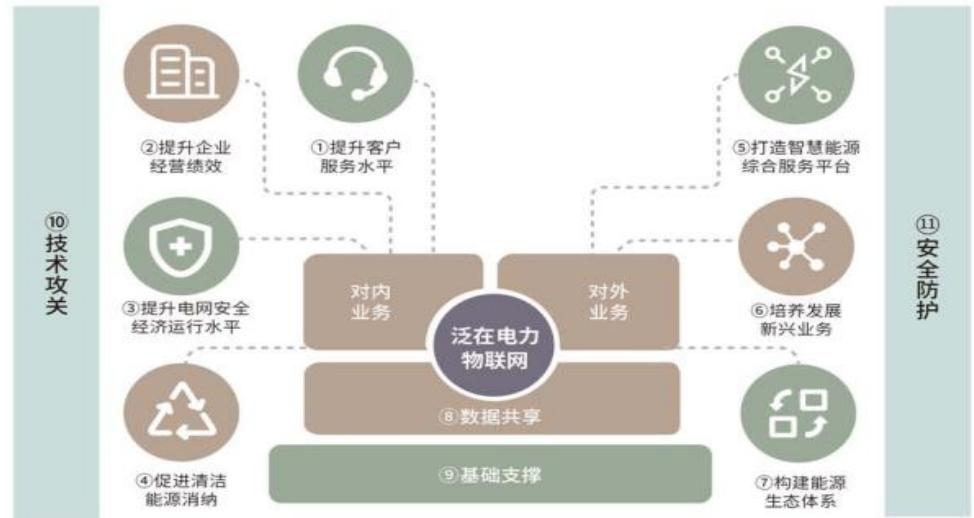 ②提升企业
经营绩效
①提升客户
服务水平
⑤打造智慧能源
综合服务平台
⑩技术攻关
⑪安全防护
③提升电网安全
经济运行水平
对内
业务
对外
业务
⑥培养发展
新兴业务
泛在电力
物联网
⑧数据共享
④促进清洁
能源消纳
⑨基础支撑
⑦构建能源
生态体系